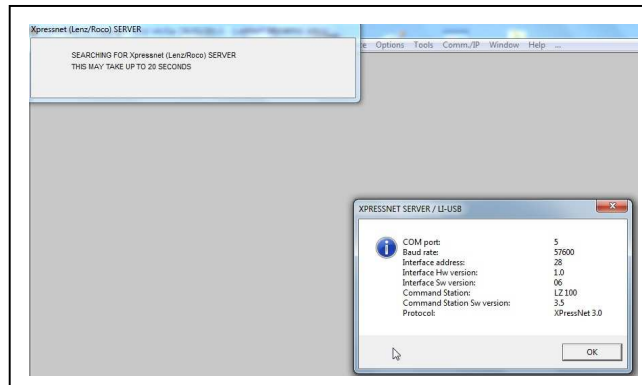 Xpressnet (Lenz/Roco) SERVER
SEARCHING FOR Xpressnet (Lenz/Roco) SERVER
THIS MAY TAKE UP TO 20 SECONDS
Options Tools Comm./IP Window Help ...
XPRESSNET SERVER / LI-USB
COM port: 5
Baud rate: 57600
Interface address: 28
Interface Hw version: 1.0
Interface Sw version: 06
Command Station: LZ 100
Command Station Sw version: 3.5
Protocol: XPressNet 3.0
OK